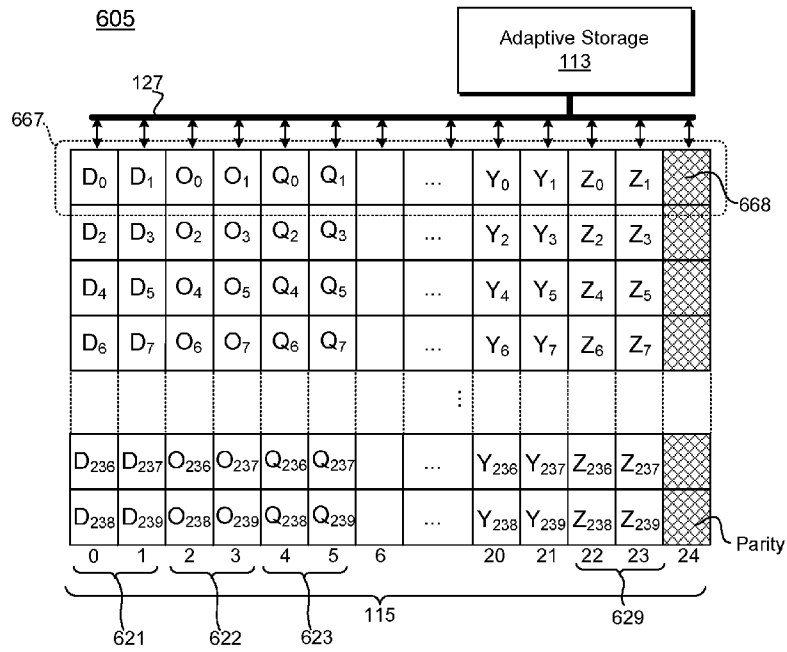 605
Adaptive Storage
113
127
667
D₀ D₁ O₀ O₁ Q₀ Q₁ ... Y₀ Y₁ Z₀ Z₁
668
D₂ D₃ O₂ O₃ Q₂ Q₃ ... Y₂ Y₃ Z₂ Z₃
D₄ D₅ O₄ O₅ Q₄ Q₅ ... Y₄ Y₅ Z₄ Z₅
D₆ D₇ O₆ O₇ Q₆ Q₇ ... Y₆ Y₇ Z₆ Z₇
...
D₂₃₆ D₂₃₇ O₂₃₆ O₂₃₇ Q₂₃₆ Q₂₃₇ ... Y₂₃₆ Y₂₃₇ Z₂₃₆ Z₂₃₇
D₂₃₈ D₂₃₉ O₂₃₈ O₂₃₉ Q₂₃₈ Q₂₃₉ ... Y₂₃₈ Y₂₃₉ Z₂₃₈ Z₂₃₉
Parity
0 1 2 3 4 5 6 20 21 22 23 24
621 622 623 115 629